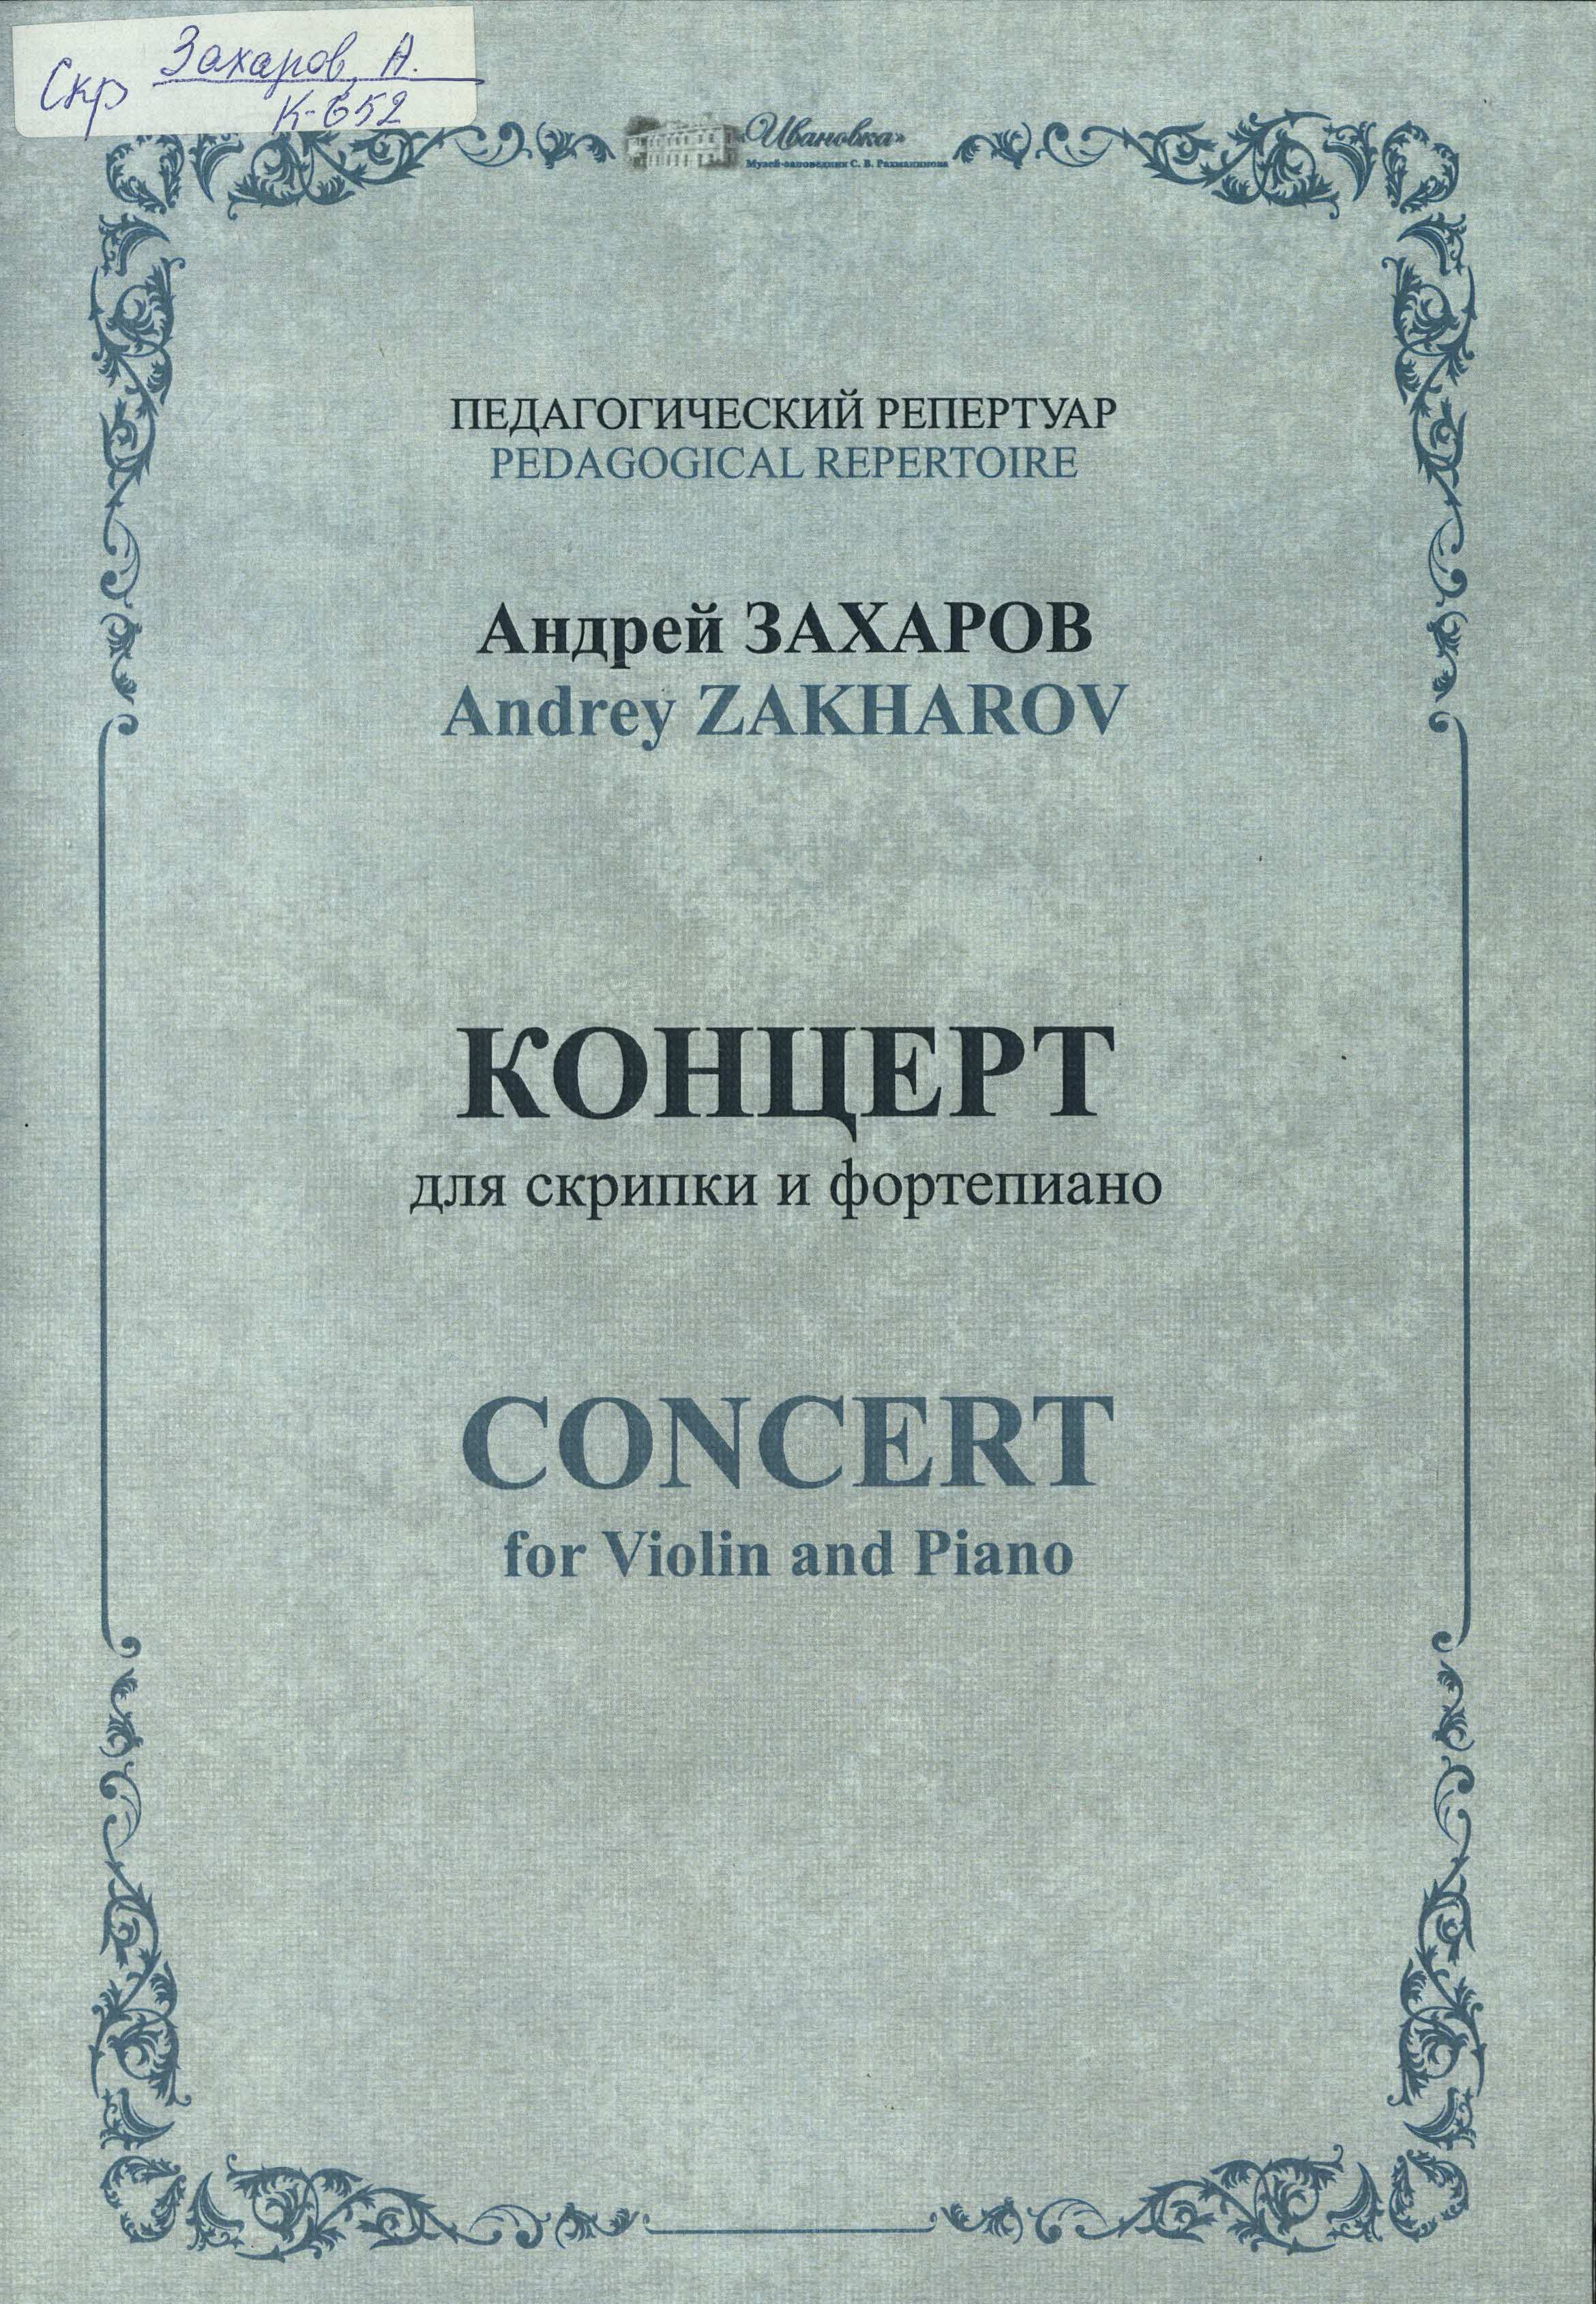 Скр Захаров, А.
К-652
«Ивановка»
Музей-заповедник С. В. Рахманинова
ПЕДАГОГИЧЕСКИЙ РЕПЕРТУАР
PEDAGOGICAL REPERTOIRE
Андрей ЗАХАРОВ
Andrey ZAKHAROV
КОНЦЕРТ
для скрипки и фортепиано
CONCERT
for Violin and Piano